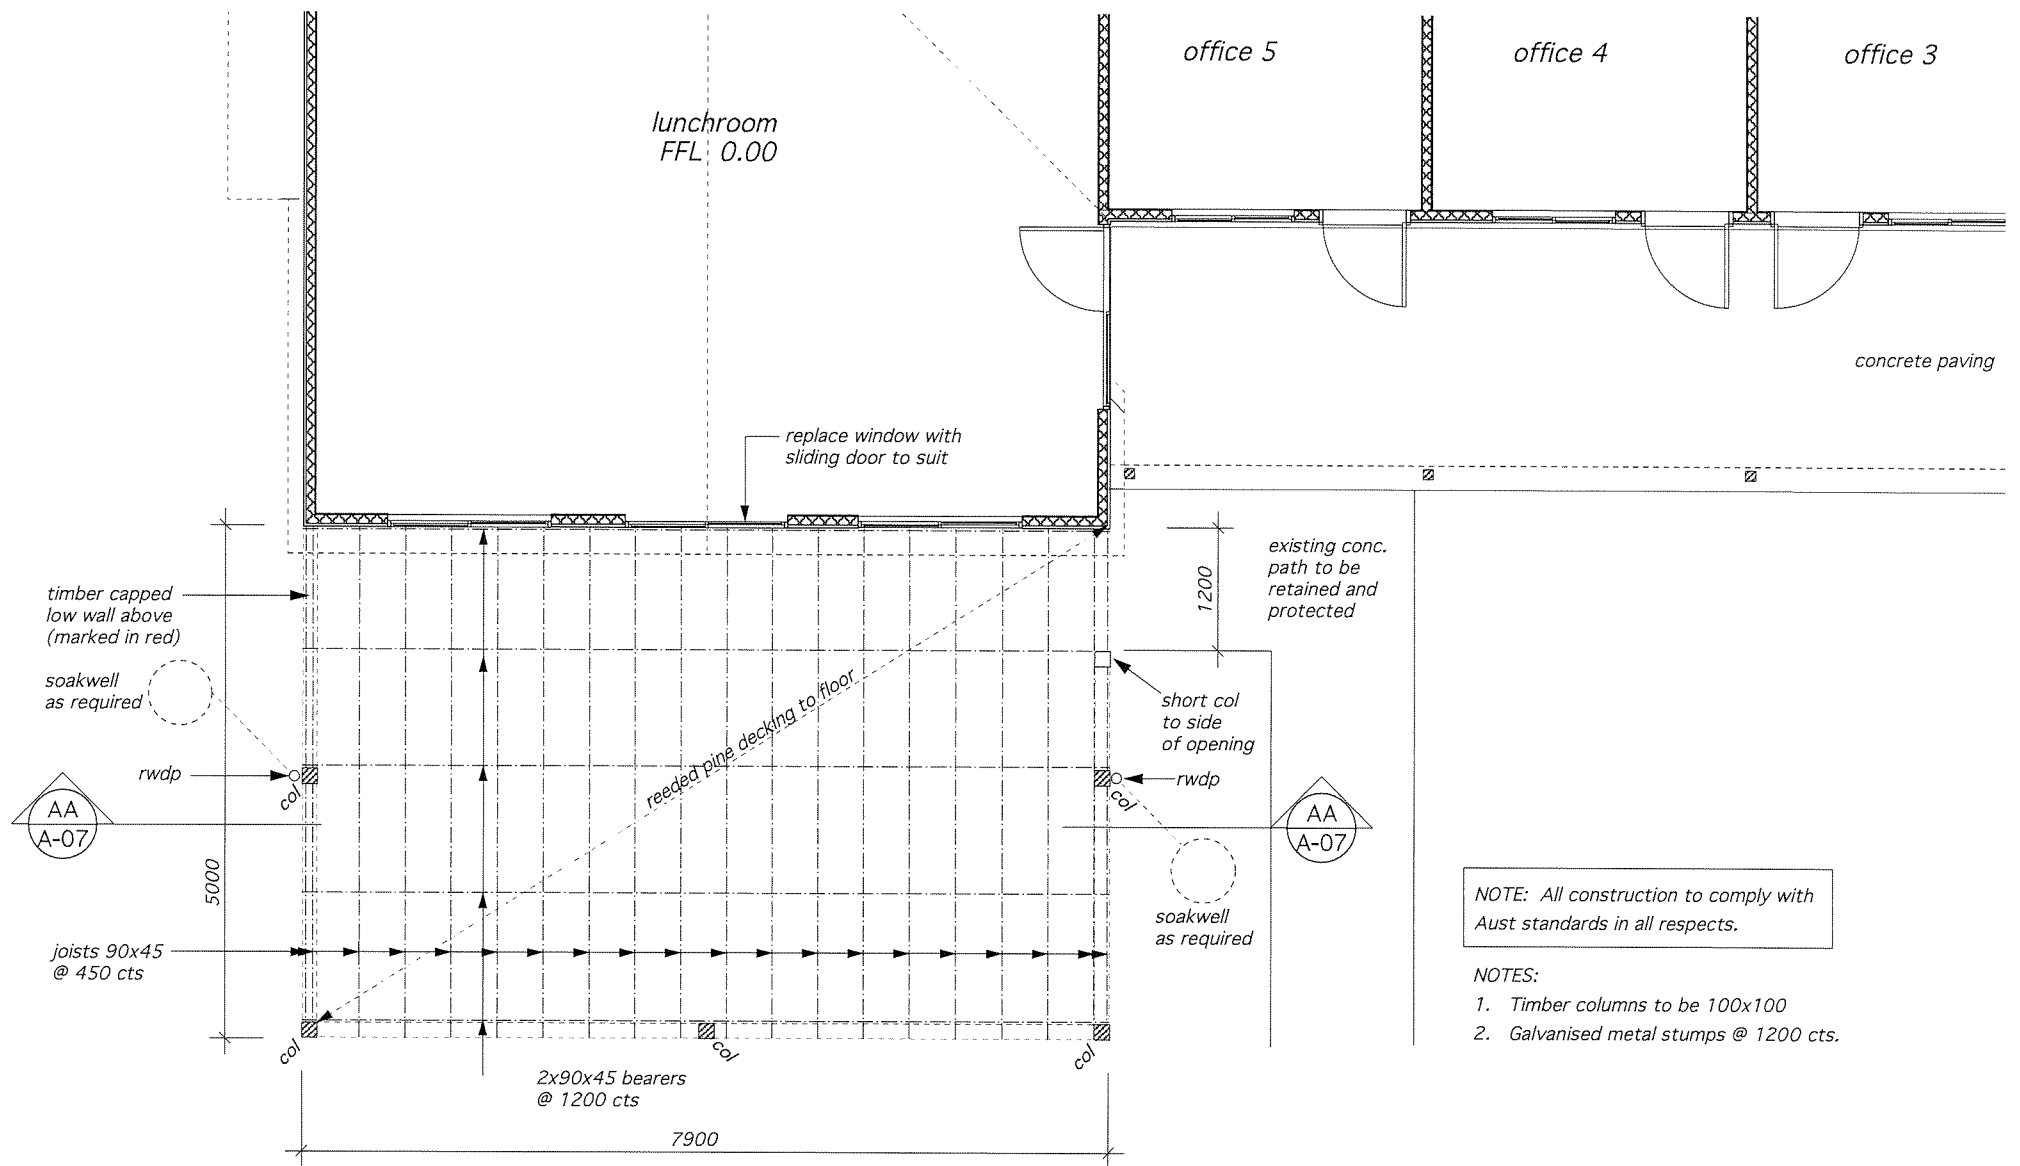 office 5
office 4
office 3
lunchroom
FFL 0.00
concrete paving
replace window with
sliding door to suit
existing conc.
path to be
retained and
protected
1200
timber capped
low wall above
(marked in red)
soakwell
as required
reeded pine decking to floor
short col
to side
of opening
rwdp
col
rwdp
col
AA
A-07
AA
A-07
5000
soakwell
as required
NOTE: All construction to comply with
Aust standards in all respects.
joists 90x45
@ 450 cts
NOTES:
1. Timber columns to be 100x100
2. Galvanised metal stumps @ 1200 cts.
col
col
col
2x90x45 bearers
@ 1200 cts
7900